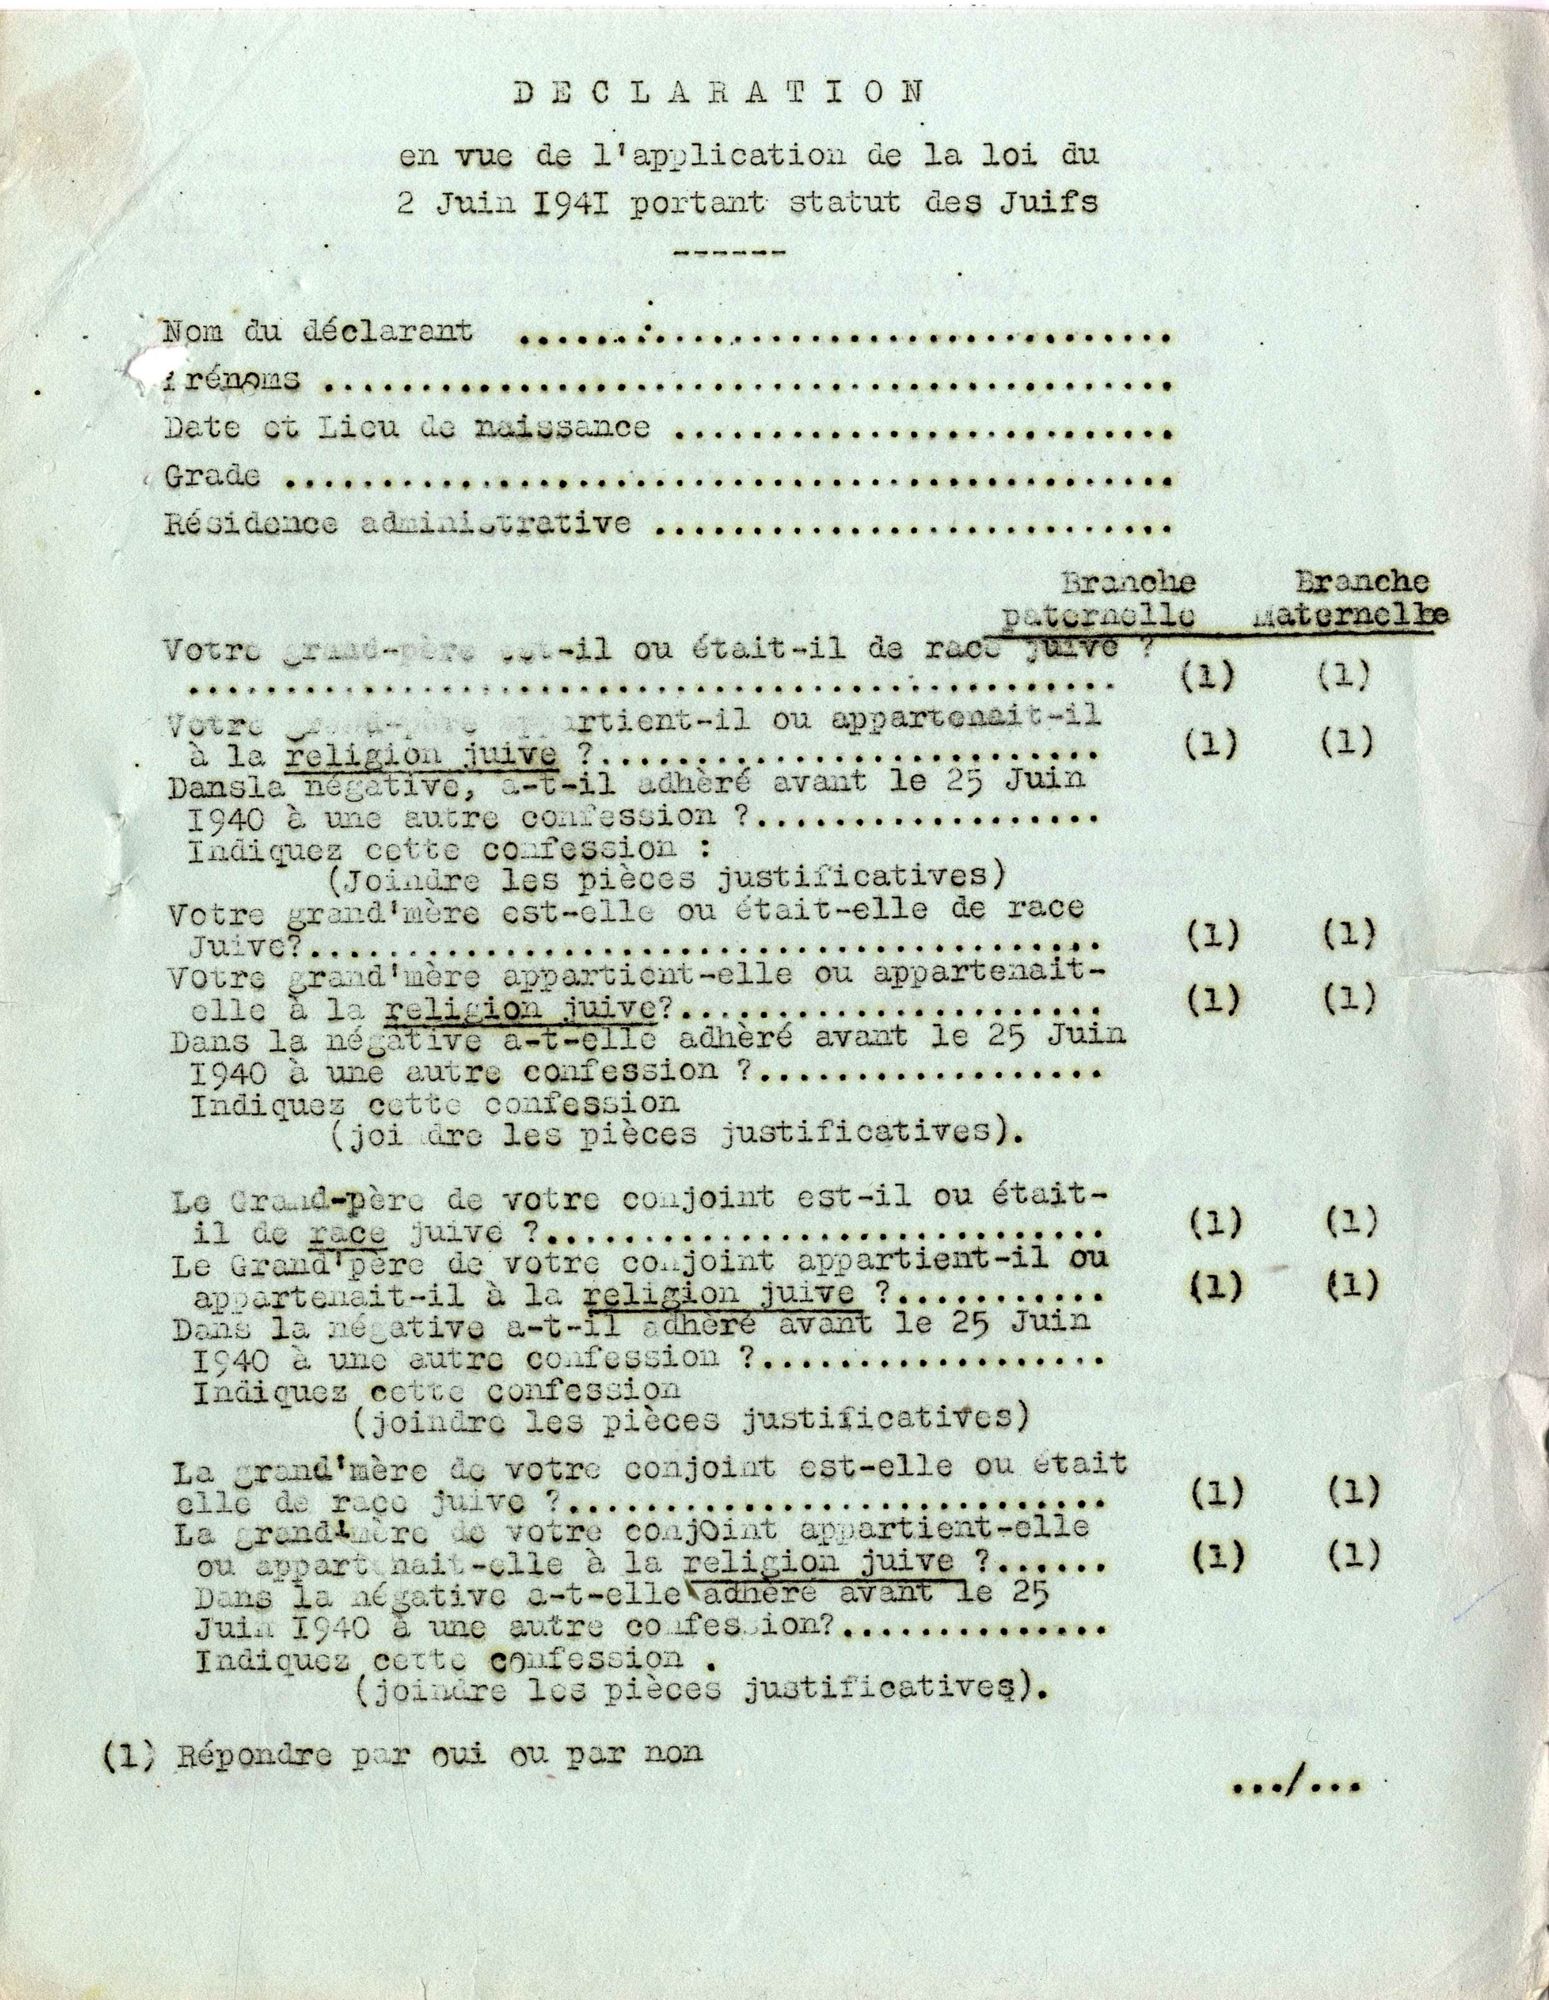 DECLARATION
en vue de l'application de la loi du
2 Juin I94I portant statut des Juifs
------
Nom du déclarant ..................................
Prénoms ............................................
Date et Lieu de naissance ..........................
Grade ..............................................
Résidence administrative ...........................
Branche Branche
paternelle Maternelle
Votre grand-père est-il ou était-il de race juive ?
................................................ (1) (1)
Votre grand-père appartient-il ou appartenait-il
à la religion juive ?.......................... (1) (1)
Dansla négative, a-t-il adhèré avant le 25 Juin
I940 à une autre confession ?..................
Indiquez cette confession :
(Joindre les pièces justificatives)
Votre grand'mère est-elle ou était-elle de race
Juive?......................................... (1) (1)
Votre grand'mère appartient-elle ou appartenait-
elle à la religion juive?...................... (1) (1)
Dans la négative a-t-elle adhèré avant le 25 Juin
I940 à une autre confession ?..................
Indiquez cette confession
(joindre les pièces justificatives).
Le Grand-père de votre conjoint est-il ou était-
il de race juive ?............................. (1) (1)
Le Grand'père de votre conjoint appartient-il ou
appartenait-il à la religion juive ?........... (1) (1)
Dans la négative a-t-il adhéré avant le 25 Juin
I940 à une autre confession ?..................
Indiquez cette confession
(joindre les pièces justificatives)
La grand'mère de votre conjoint est-elle ou était
elle de race juive ?............................ (1) (1)
La grand'mère de votre conjoint appartient-elle
ou appartenait-elle à la religion juive ?...... (1) (1)
Dans la négative a-t-elle adhéré avant le 25
Juin I940 à une autre confession?..............
Indiquez cette confession .
(joindre les pièces justificatives).
(1) Répondre par oui ou par non
.../...